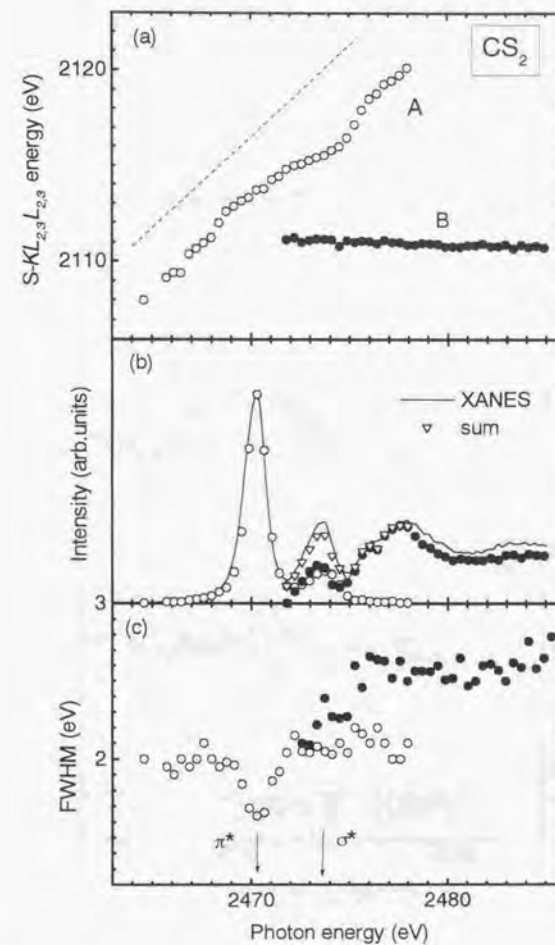 (a)
CS2
2120
A
S-KL2,3L2,3 energy (eV)
B
2110
(b)
XANES
sum
Intensity (arb.units)
3
(c)
FWHM (eV)
2
π*
σ*
2470
2480
Photon energy (eV)